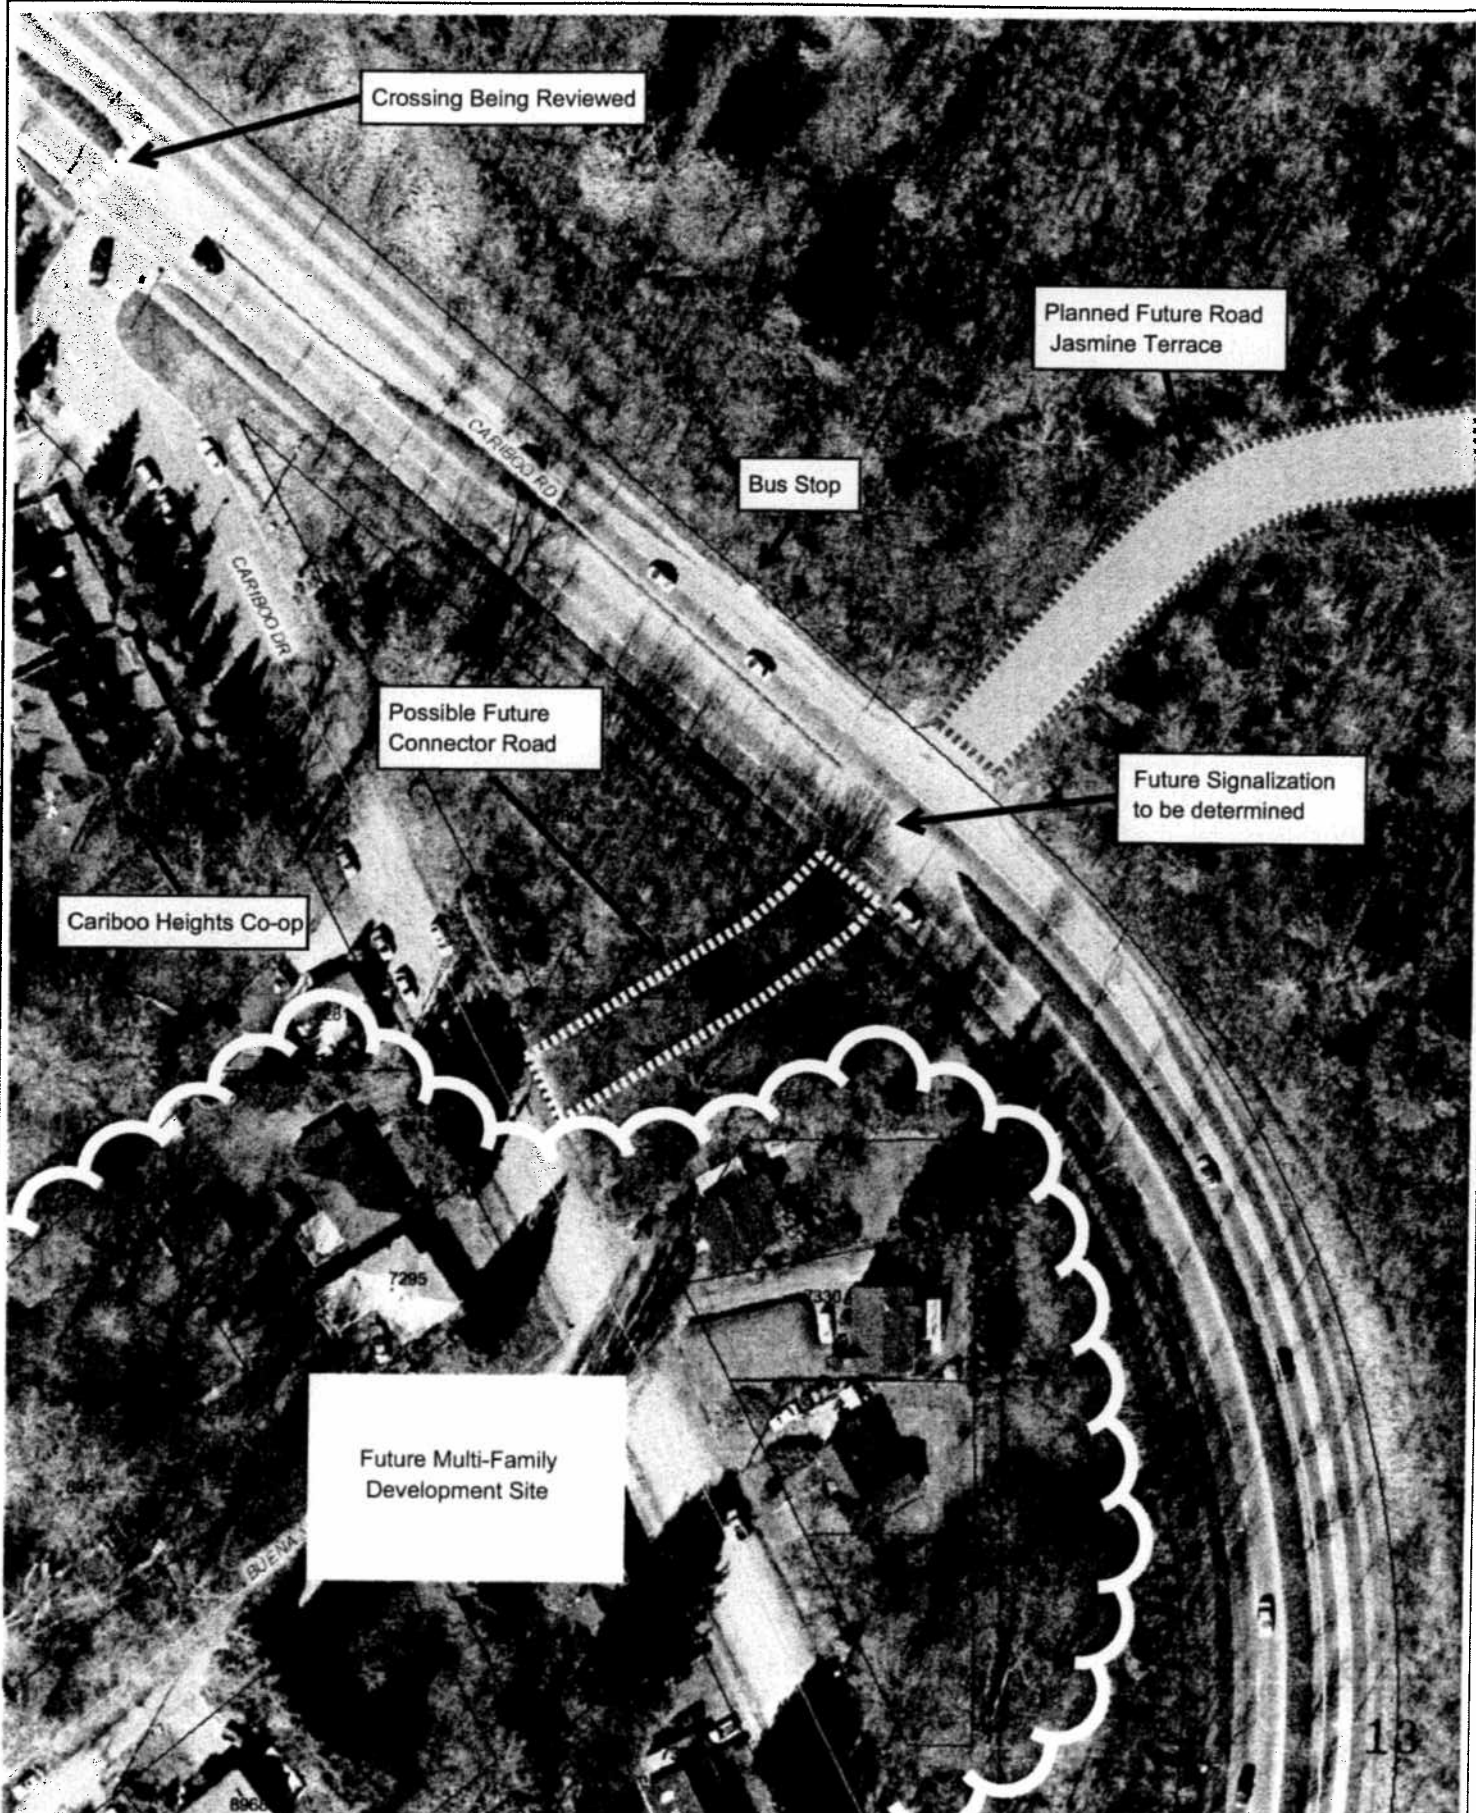 Crossing Being Reviewed
Planned Future Road
Jasmine Terrace
CARIBOO RD
Bus Stop
CARIBOO DR
Possible Future
Connector Road
Future Signalization
to be determined
Cariboo Heights Co-op
7295
7330
Future Multi-Family
Development Site
BUENA
13